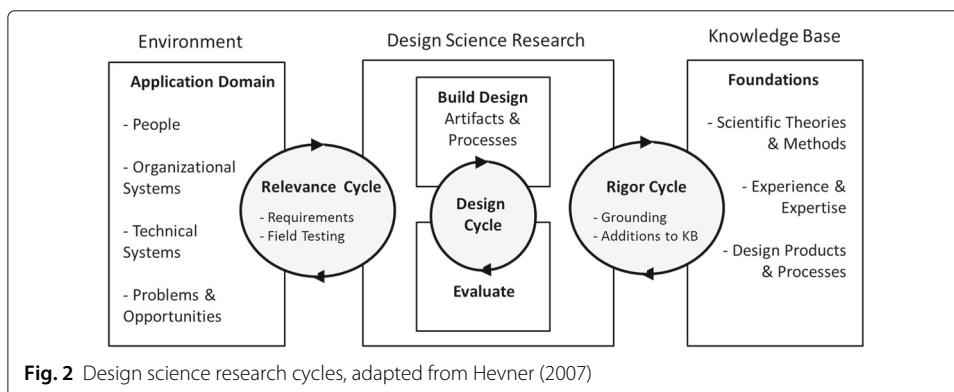 Environment
Design Science Research
Knowledge Base
Application Domain
- People
- Organizational
Systems
- Technical
Systems
- Problems &
Opportunities
Relevance Cycle
- Requirements
- Field Testing
Build Design
Artifacts &
Processes
Design
Cycle
Evaluate
Rigor Cycle
- Grounding
- Additions to KB
Foundations
- Scientific Theories
& Methods
- Experience &
Expertise
- Design Products
& Processes
Fig. 2 Design science research cycles, adapted from Hevner (2007)